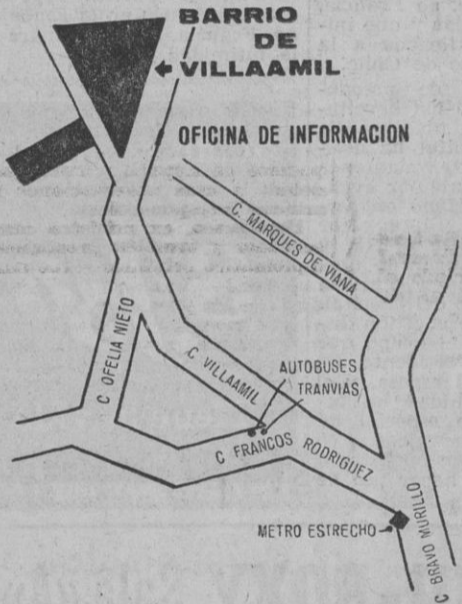 BARRIO
DE
VILLAAMIL
OFICINA DE INFORMACION
C. MARQUES DE VIANA
C OFELIA NIETO
C VILLAAMIL
AUTOBUSES
TRANVIAS
C FRANCOS RODRIGUEZ
METRO ESTRECHO
C BRAVO MURILLO